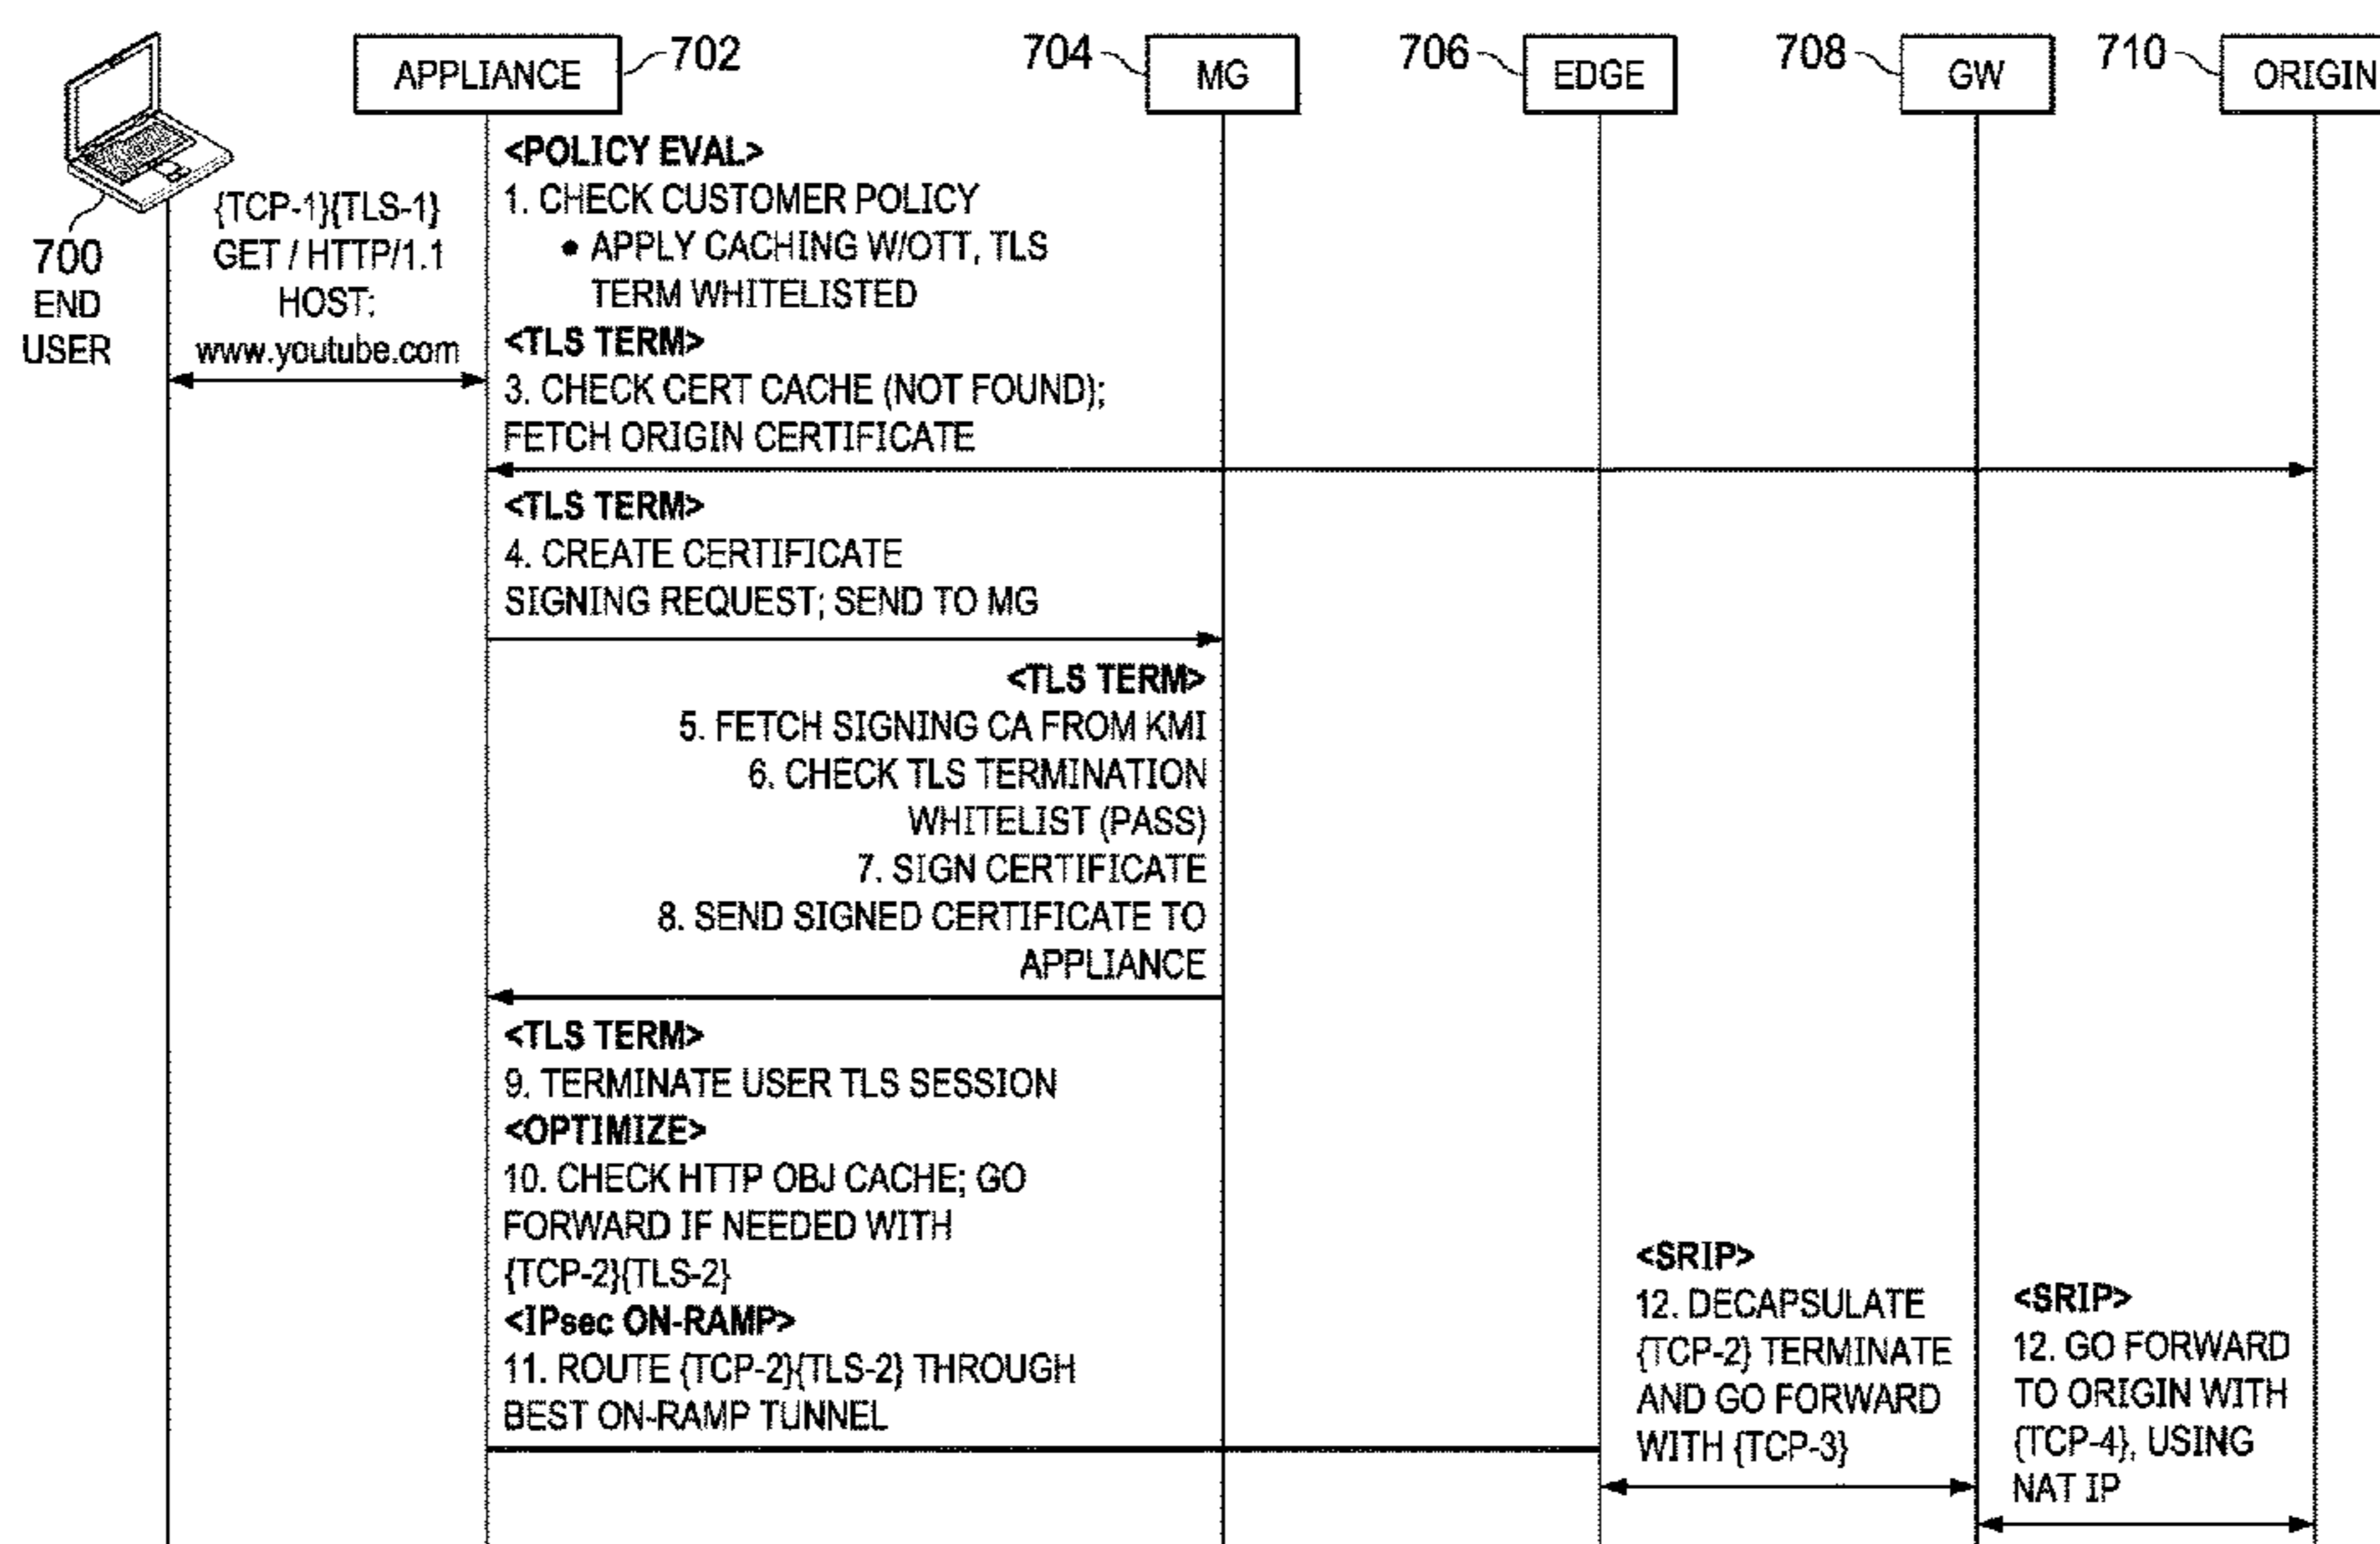 APPLIANCE
702
704
MG
706
EDGE
708
GW
710
ORIGIN
700
END
USER
{TCP-1}{TLS-1}
GET / HTTP/1.1
HOST:
www.youtube.com
<POLICY EVAL>
1. CHECK CUSTOMER POLICY
• APPLY CACHING W/OTT, TLS
TERM WHITELISTED
<TLS TERM>
3. CHECK CERT CACHE (NOT FOUND);
FETCH ORIGIN CERTIFICATE
<TLS TERM>
4. CREATE CERTIFICATE
SIGNING REQUEST; SEND TO MG
<TLS TERM>
5. FETCH SIGNING CA FROM KMI
6. CHECK TLS TERMINATION
WHITELIST (PASS)
7. SIGN CERTIFICATE
8. SEND SIGNED CERTIFICATE TO
APPLIANCE
<TLS TERM>
9. TERMINATE USER TLS SESSION
<OPTIMIZE>
10. CHECK HTTP OBJ CACHE; GO
FORWARD IF NEEDED WITH
{TCP-2}{TLS-2}
<IPsec ON-RAMP>
11. ROUTE {TCP-2}{TLS-2} THROUGH
BEST ON-RAMP TUNNEL
<SRIP>
12. DECAPSULATE
{TCP-2} TERMINATE
AND GO FORWARD
WITH {TCP-3}
<SRIP>
12. GO FORWARD
TO ORIGIN WITH
{TCP-4}, USING
NAT IP